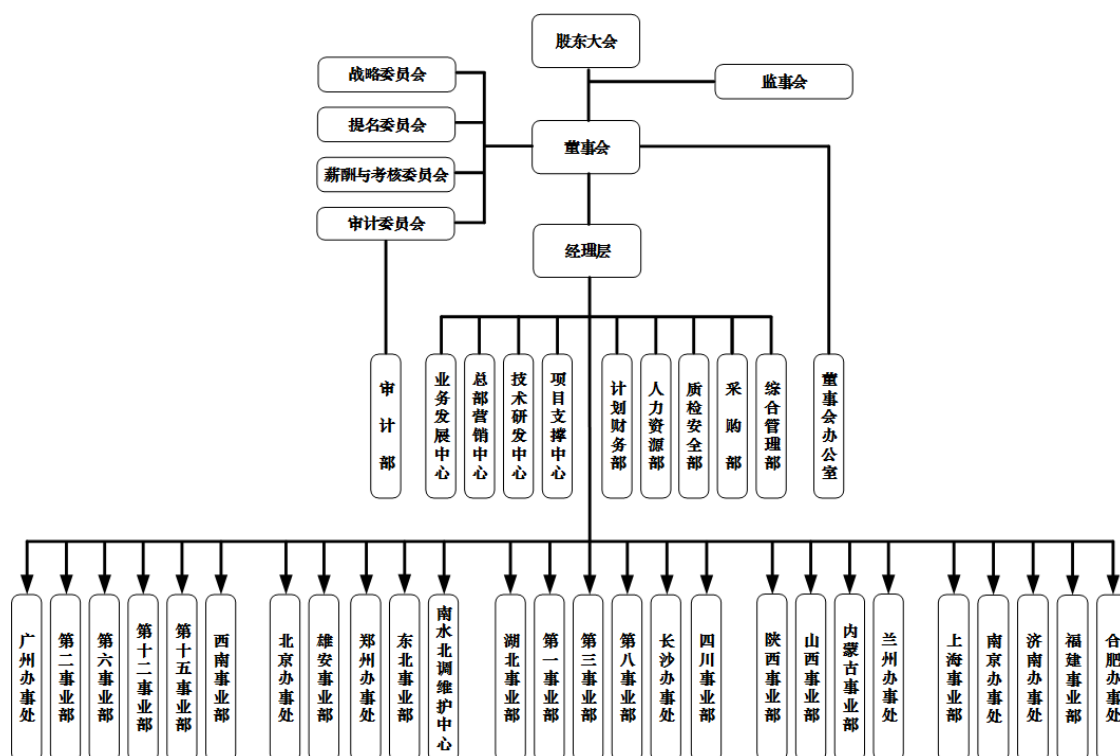 股东大会
战略委员会
监事会
提名委员会
董事会
薪酬与考核委员会
审计委员会
经理层
审计部
业务发展中心
总部营销中心
技术研发中心
项目支撑中心
计划财务部
人力资源部
质检安全部
采购部
综合管理部
董事会办公室
广州办事处
第二事业部
第六事业部
第十二事业部
第十五事业部
西南事业部
北京办事处
雄安事业部
郑州办事处
东北事业部
南水北调维护中心
湖北事业部
第一事业部
第三事业部
第八事业部
长沙办事处
四川事业部
陕西事业部
山西事业部
内蒙古事业部
兰州办事处
上海事业部
南京办事处
济南办事处
福建事业部
合肥办事处